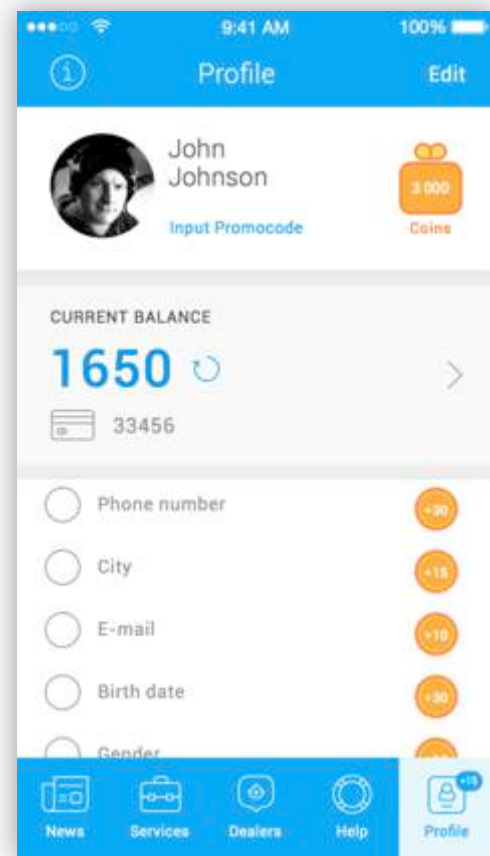 9:41 AM
100%
Profile
Edit
John
Johnson
3 000
Input Promocode
Coins
CURRENT BALANCE
1650
33456
Phone number
+30
City
+15
E-mail
+10
Birth date
+30
Gender
+15
News
Services
Dealers
Help
Profile